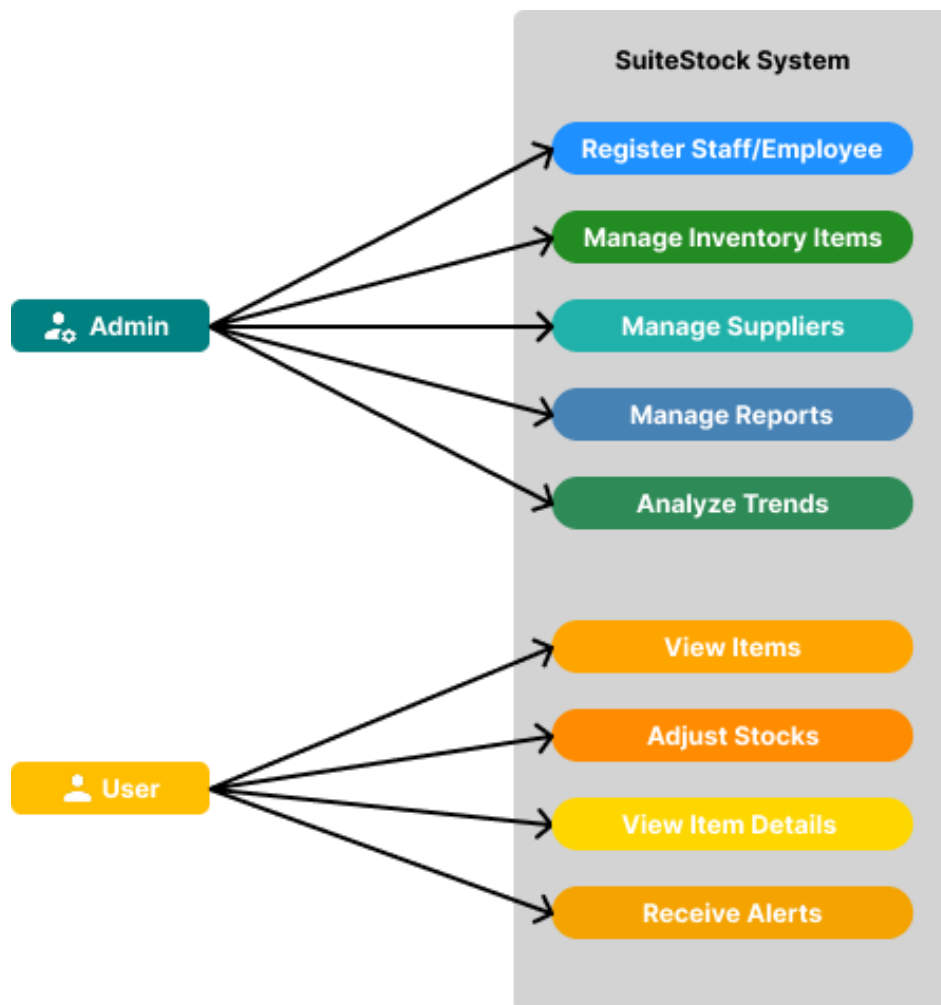 SuiteStock System
Register Staff/Employee
Manage Inventory Items
Admin
Manage Suppliers
Manage Reports
Analyze Trends
View Items
Adjust Stocks
User
View Item Details
Receive Alerts